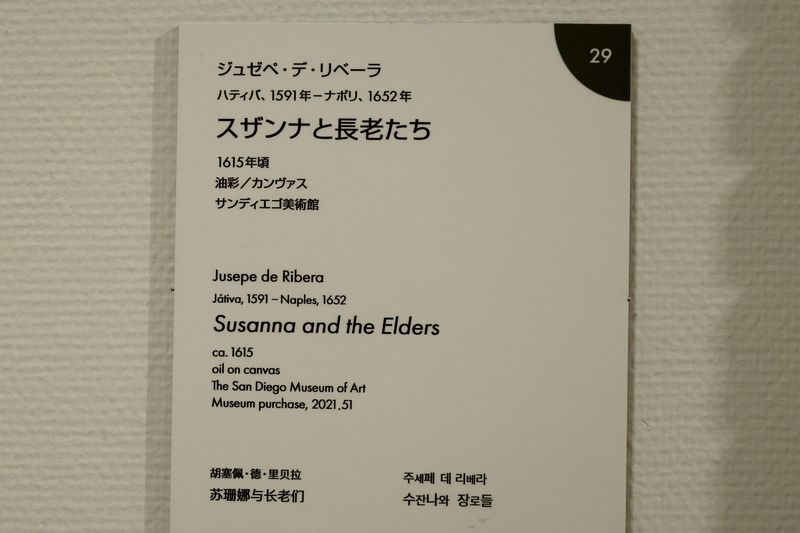 29
ジュゼペ・デ・リベーラ
ハティバ、1591年－ナポリ、1652年
スザンナと長老たち
1615年頃
油彩／カンヴァス
サンディエゴ美術館
Jusepe de Ribera
Játiva, 1591 – Naples, 1652
Susanna and the Elders
ca. 1615
oil on canvas
The San Diego Museum of Art
Museum purchase, 2021.51
胡塞佩·德·里贝拉
苏珊娜与长老们
주세페 데 리베라
수잔나와 장로들